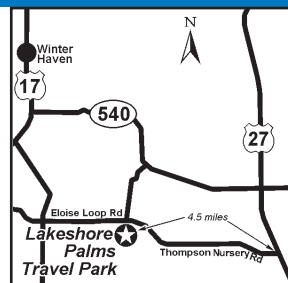 N
Winter
Haven
17
540
27
Eloise Loop Rd
4.5 miles
Lakeshore
Palms
Travel Park
Thompson Nursery Rd